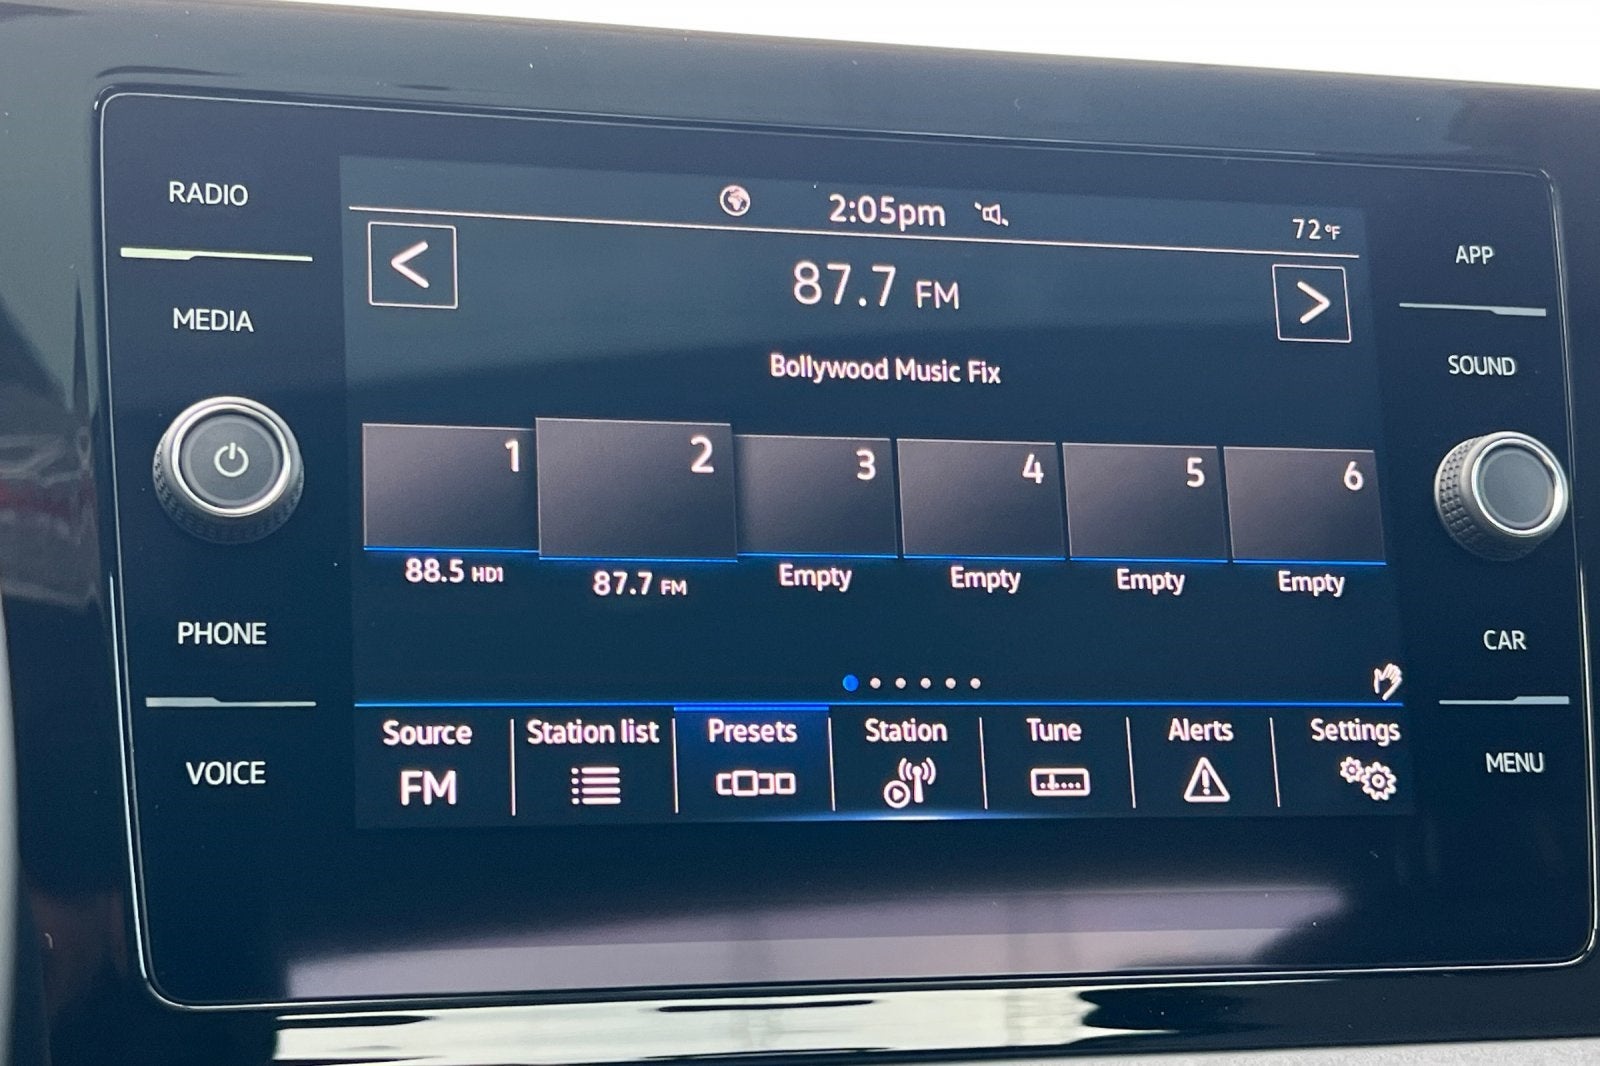 RADIO
MEDIA
PHONE
VOICE
2:05pm
72°F
87.7 FM
Bollywood Music Fix
1
2
3
4
5
6
88.5 HD1
87.7 FM
Empty
Empty
Empty
Empty
Source
FM
Station list
Presets
Station
Tune
Alerts
Settings
APP
SOUND
CAR
MENU